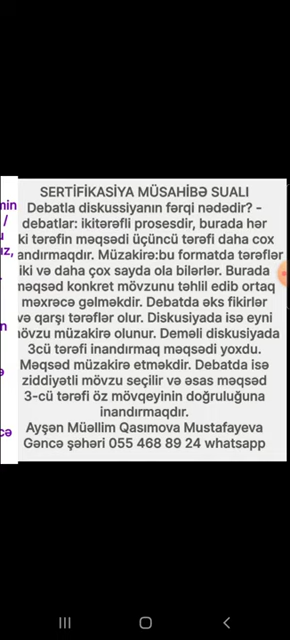 SERTİFİKASİYA MÜSAHİBƏ SUALI
Debatla diskussiyanın fərqi nədədir? -
debatlar: ikitərəfli prosesdir, burada hər
ki tərəfin məqsədi üçüncü tərəfi daha cox
andırmaqdır. Müzakirə:bu formatda tərəflər
iki və daha çox sayda ola bilərlər. Burada
məqsəd konkret mövzunu təhlil edib ortaq
məxrəcə gəlməkdir. Debatda əks fikirlər
və qarşı tərəflər olur. Diskusiyada isə eyni
mövzu müzakirə olunur. Deməli diskusiyada
3cü tərəfi inandırmaq məqsədi yoxdu.
Məqsəd müzakirə etməkdir. Debatda isə
ziddiyətli mövzu seçilir və əsas məqsəd
3-cü tərəfi öz mövqeyinin doğruluğuna
inandırmaqdır.
Ayşən Müəllim Qasımova Mustafayeva
Gəncə şəhəri 055 468 89 24 whatsapp